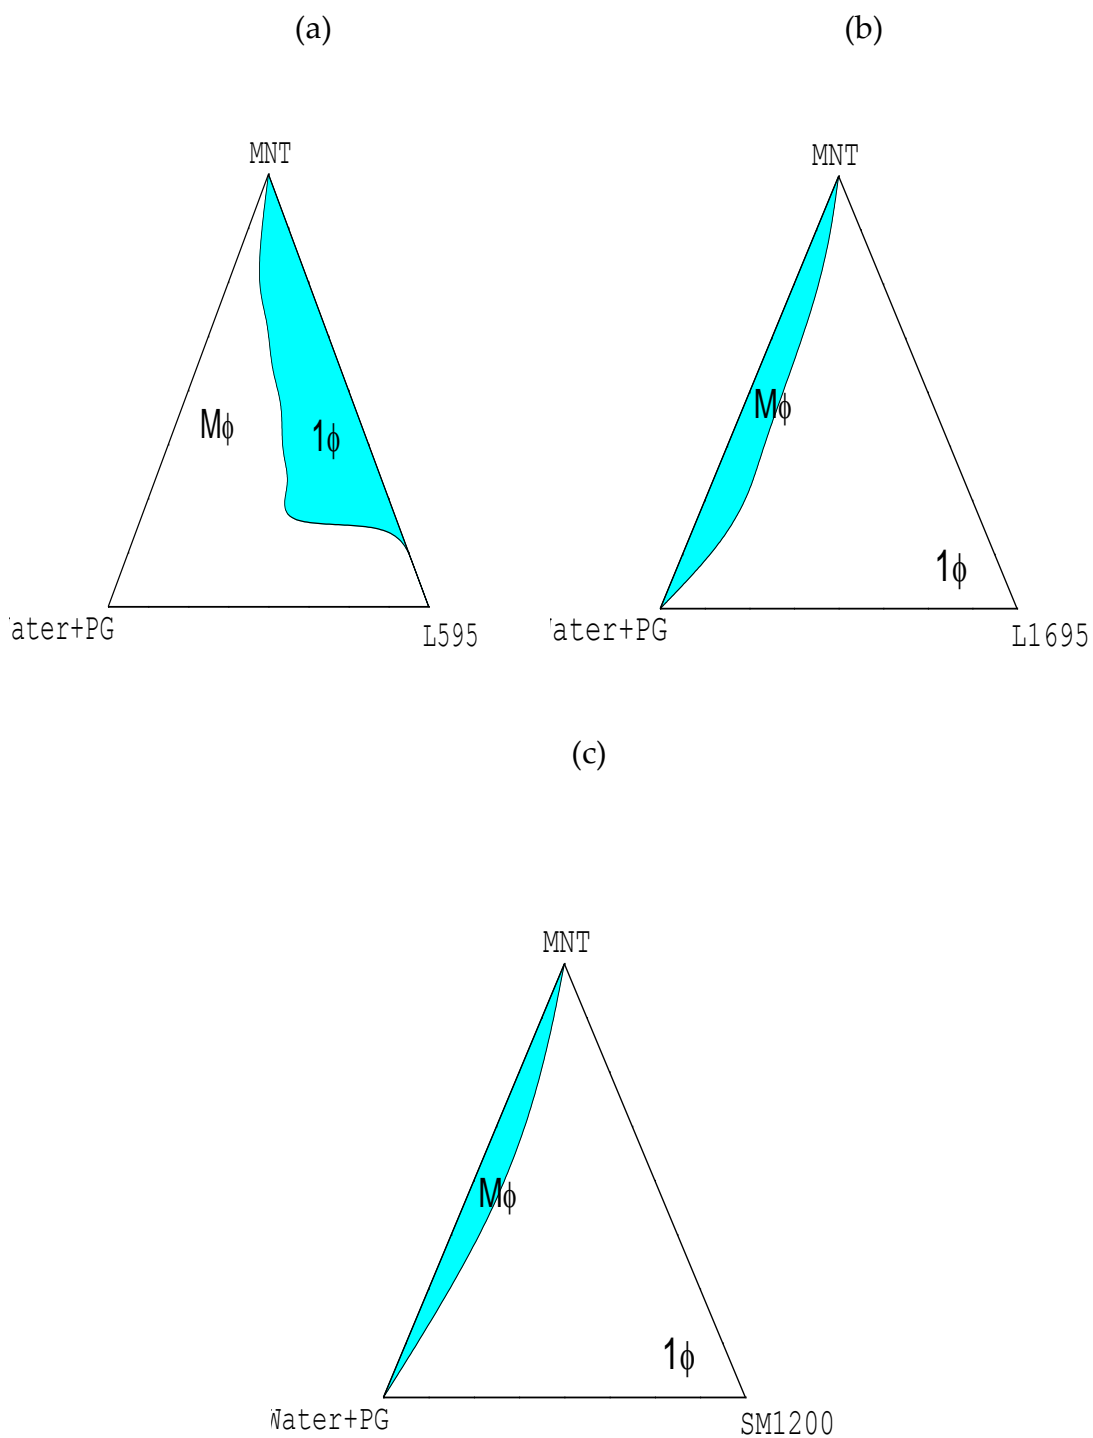 (a)
(b)
MNT
MNT
Mϕ
1ϕ
Mϕ
1ϕ
ater+PG
L595
ater+PG
L1695
(c)
MNT
Mϕ
1ϕ
Water+PG
SM1200